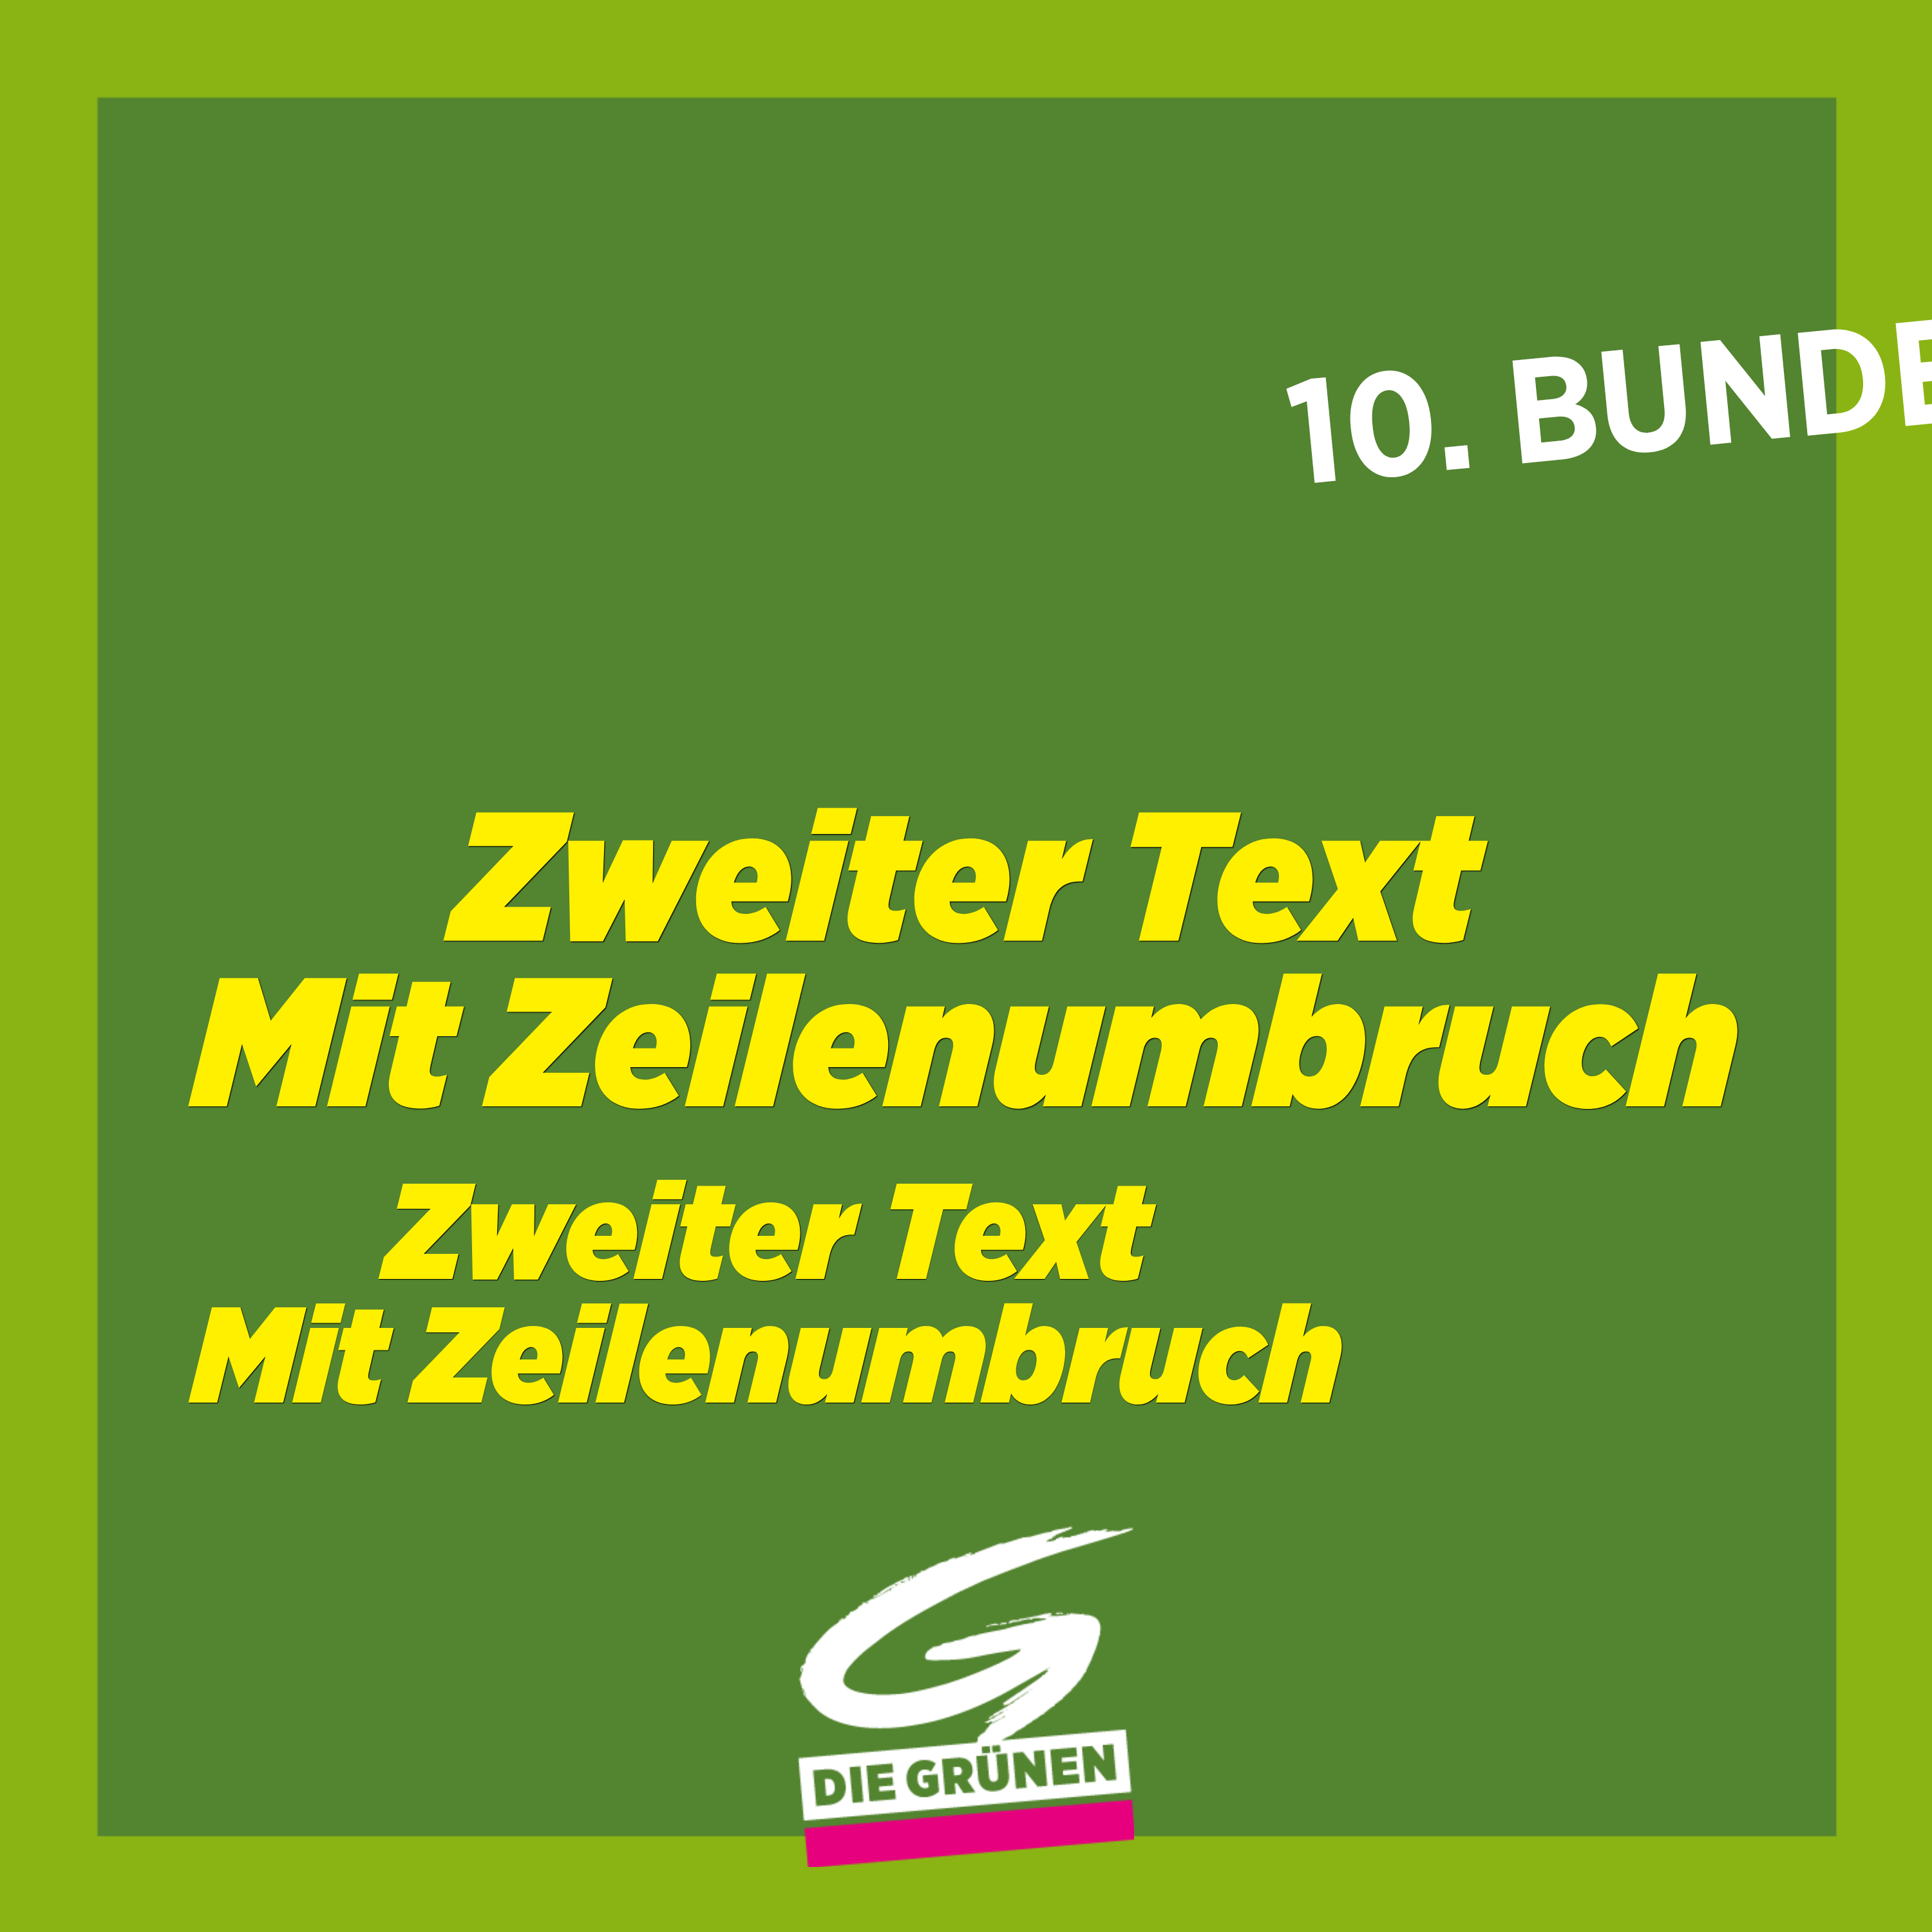 10. BUNDE
Zweiter Text
Mit Zeilenumbruch
Zweiter Text
Mit Zeilenumbruch
DIE GRÜNEN